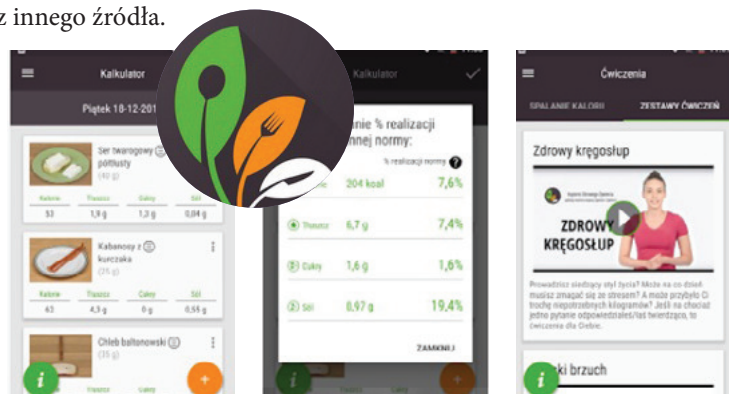 z innego źródła.
Kalkulator
Piątek 18-12-201
Ser twarogowy
półtłusty
(40 g)
Kalorie Tłuszcz Cukry Sól
53 1,9 g 1,3 g 0,04 g
Kabanosy z
kurczaka
(35 g)
Kalorie Tłuszcz Cukry Sól
63 4,3 g 0 g 0,55 g
Chleb baltonowski
(35 g)
Tłuszcz Cukry
i
+
Kalkulator
anie % realizacji
nnej normy:
% realizacji normy ?
204 kcal 7,6%
Tłuszcz 6,7 g 7,4%
Cukry 1,6 g 1,6%
Sól 0,97 g 19,4%
ZAMKNIJ
i
+
Ćwiczenia
SPALANIE KALORII ZESTAWY ĆWICZEŃ
Zdrowy kręgosłup
ZDROWY
KRĘGOSŁUP
Prowadzisz siedzący styl życia? Może na co dzień
musisz zmagać się ze stresem? A może przybyło Ci
trochę niepotrzebnych kilogramów? Jeśli na chociaż
jedno pytanie odpowiedziałeś/łaś twierdząco, to
ćwiczenia dla Ciebie.
ki brzuch
i